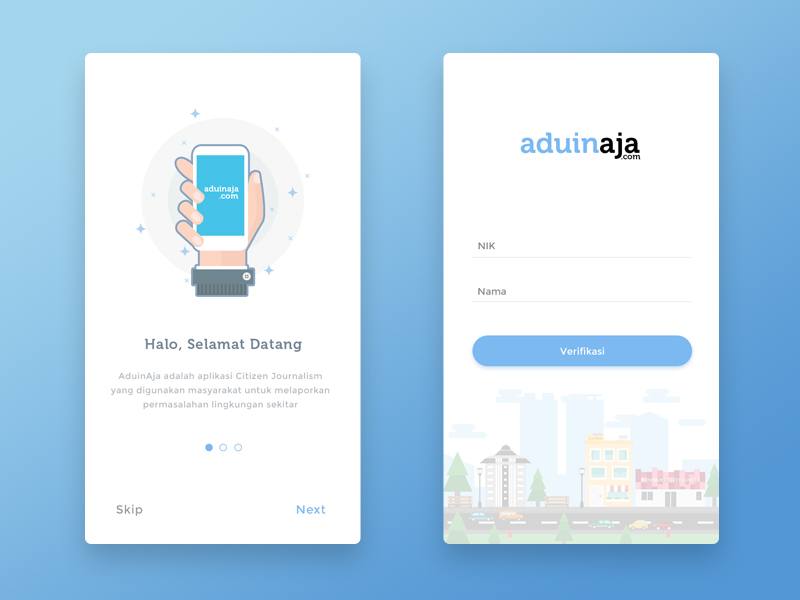 aduinaja
.com
Halo, Selamat Datang
AduinAja adalah aplikasi Citizen Journalism
yang digunakan masyarakat untuk melaporkan
permasalahan lingkungan sekitar
Skip
Next
aduinaja
.com
NIK
Nama
Verifikasi